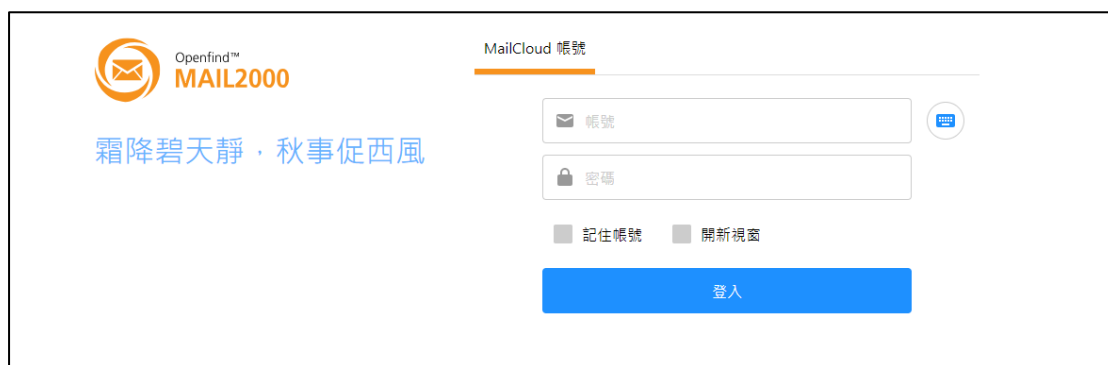 Openfind™
MAIL2000
霜降碧天靜，秋事促西風
MailCloud 帳號
帳號
密碼
記住帳號
開新視窗
登入